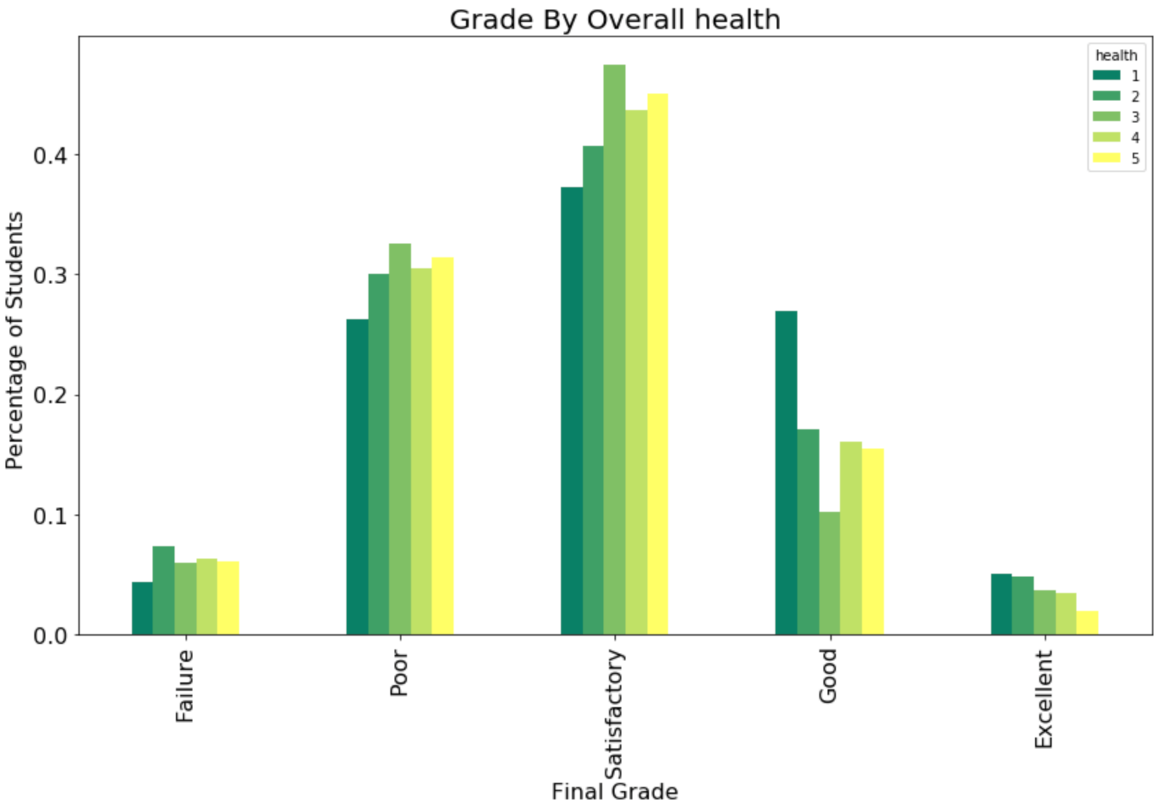 Grade By Overall health
health
1
2
3
4
5
Percentage of Students
0.4
0.3
0.2
0.1
0.0
Failure
Poor
Satisfactory
Good
Excellent
Final Grade